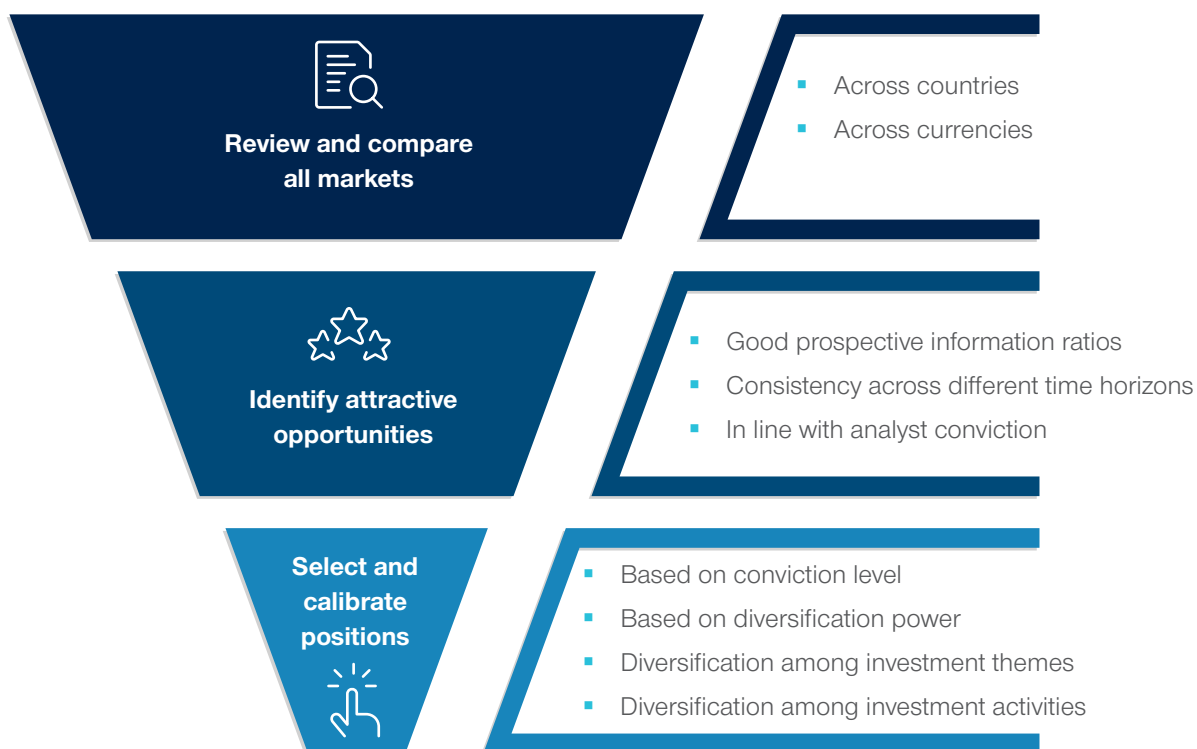 Review and compare
all markets
Across countries
Across currencies
Identify attractive
opportunities
Good prospective information ratios
Consistency across different time horizons
In line with analyst conviction
Select and
calibrate
positions
Based on conviction level
Based on diversification power
Diversification among investment themes
Diversification among investment activities